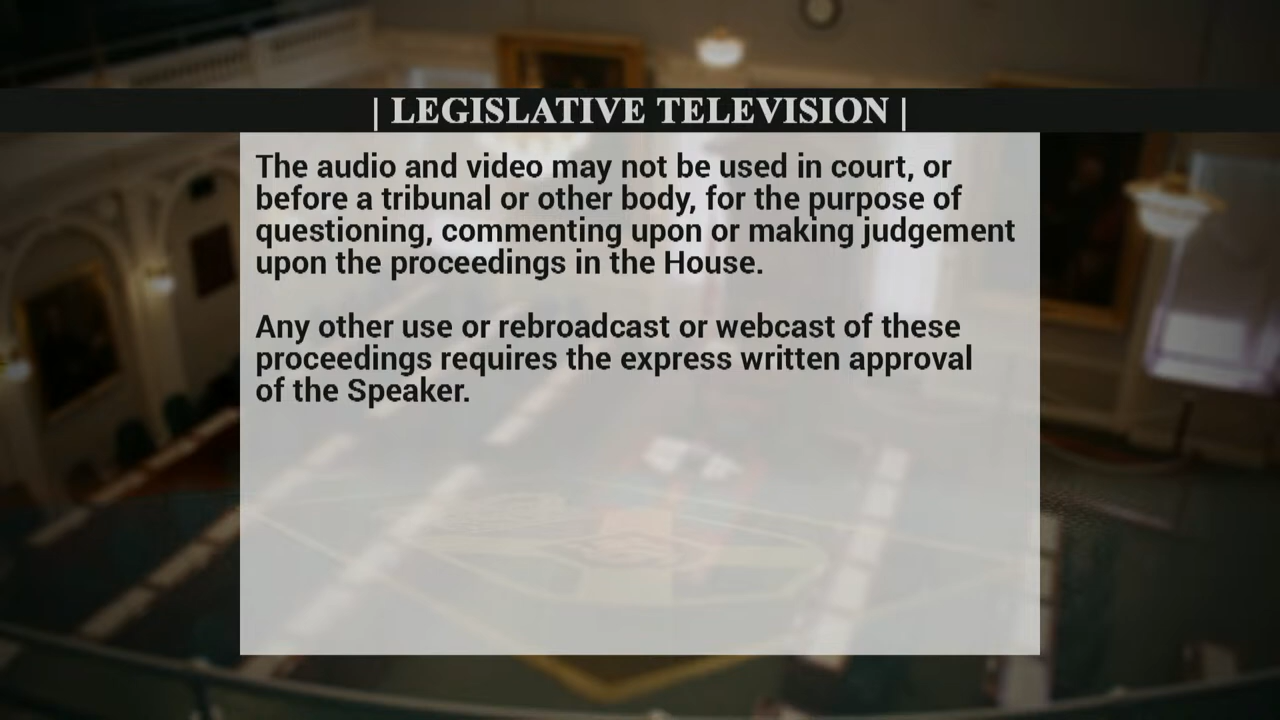 | LEGISLATIVE TELEVISION |
The audio and video may not be used in court, or
before a tribunal or other body, for the purpose of
questioning, commenting upon or making judgement
upon the proceedings in the House.
Any other use or rebroadcast or webcast of these
proceedings requires the express written approval
of the Speaker.